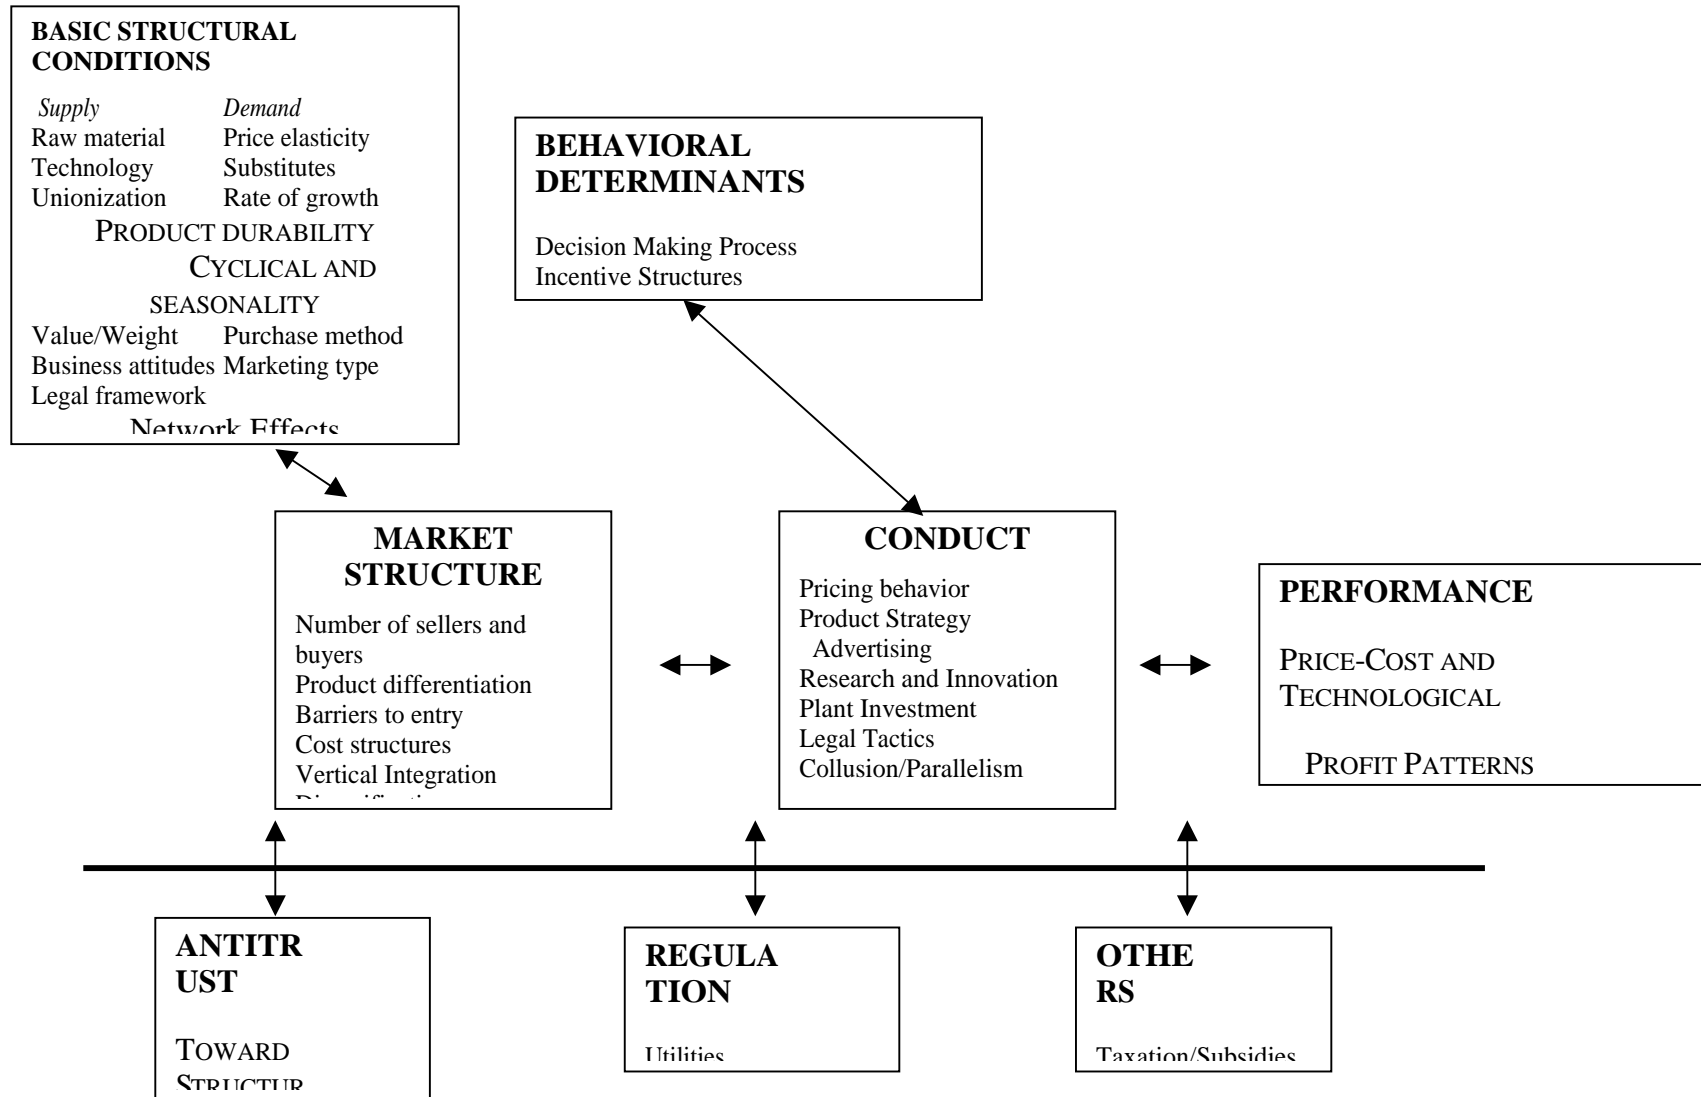 BASIC STRUCTURAL
CONDITIONS
Supply Demand
Raw material Price elasticity
Technology Substitutes
Unionization Rate of growth
PRODUCT DURABILITY
CYCLICAL AND
SEASONALITY
Value/Weight Purchase method
Business attitudes Marketing type
Legal framework
Network Effects
BEHAVIORAL
DETERMINANTS
Decision Making Process
Incentive Structures
MARKET
STRUCTURE
Number of sellers and
buyers
Product differentiation
Barriers to entry
Cost structures
Vertical Integration
CONDUCT
Pricing behavior
Product Strategy
Advertising
Research and Innovation
Plant Investment
Legal Tactics
Collusion/Parallelism
PERFORMANCE
PRICE-COST AND
TECHNOLOGICAL
PROFIT PATTERNS
ANTITR
UST
TOWARD
STRUCTUR
REGULA
TION
Utilities
OTHE
RS
Taxation/Subsidies